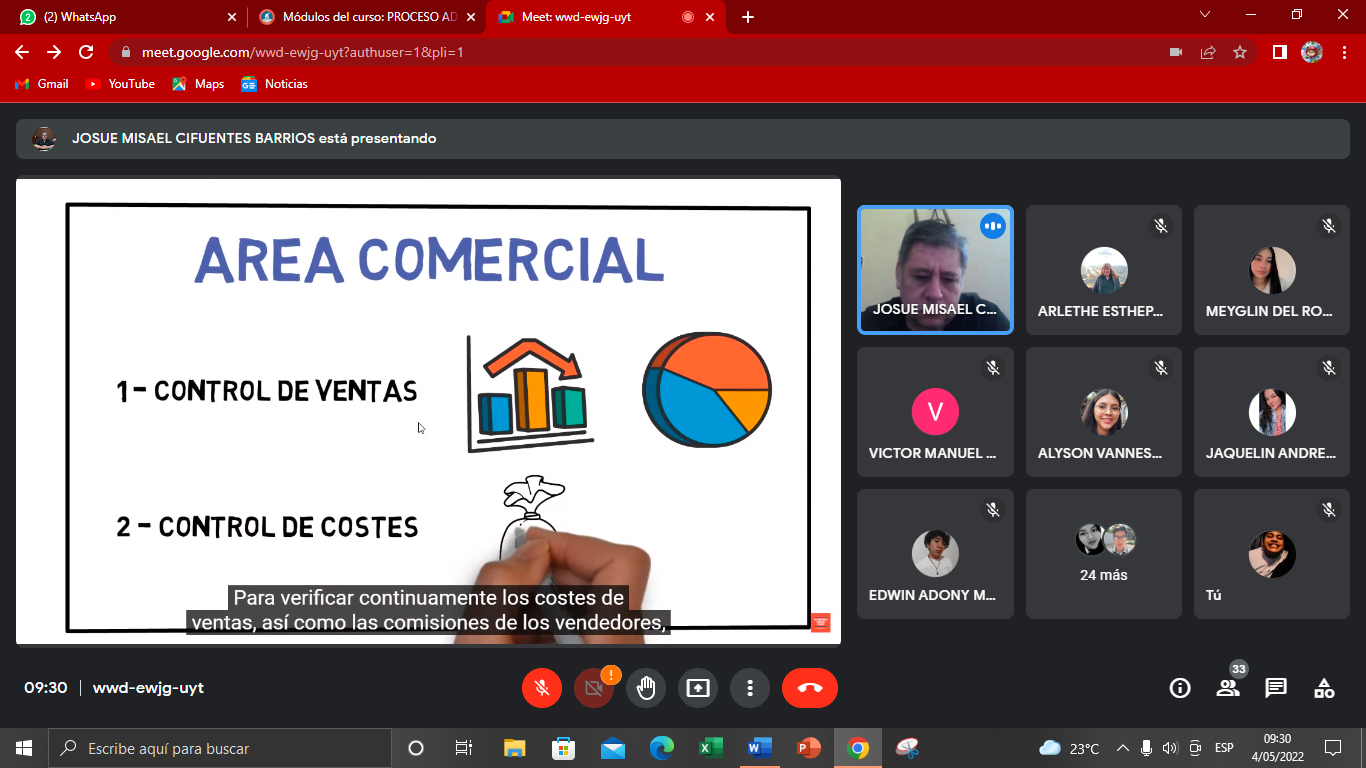 (2) WhatsApp
Módulos del curso: PROCESO AD
Meet: wwd-ewjg-uyt
meet.google.com/wwd-ewjg-uyt?authuser=1&pli=1
Gmail
YouTube
Maps
Noticias
JOSUE MISAEL CIFUENTES BARRIOS está presentando
AREA COMERCIAL
1 - CONTROL DE VENTAS
2 - CONTROL DE COSTES
Para verificar continuamente los costes de
ventas, así como las comisiones de los vendedores,
JOSUE MISAEL C...
ARLETHE ESTHEP...
MEYGLIN DEL RO...
V
VICTOR MANUEL ...
ALYSON VANNES...
JAQUELIN ANDRE...
EDWIN ADONY M...
24 más
Tú
09:30 | wwd-ewjg-uyt
33
Escribe aquí para buscar
23°C
ESP
09:30
4/05/2022